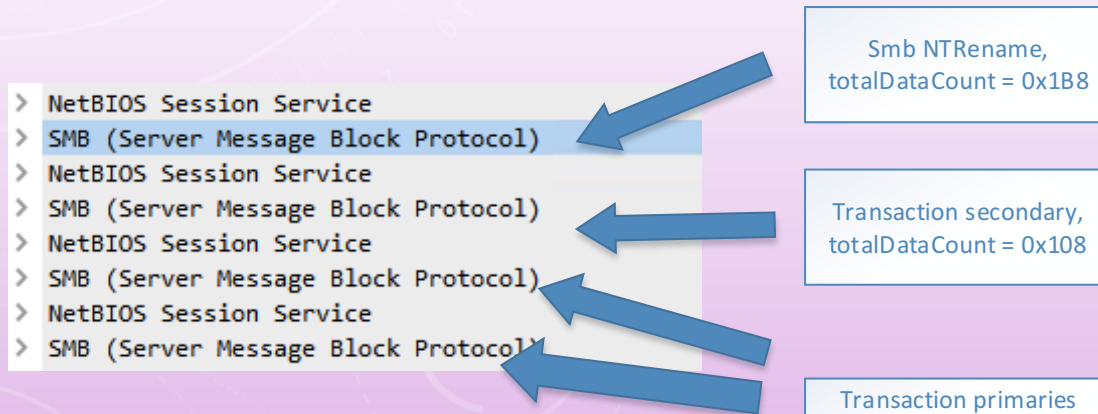 NetBIOS Session Service
SMB (Server Message Block Protocol)
NetBIOS Session Service
SMB (Server Message Block Protocol)
NetBIOS Session Service
SMB (Server Message Block Protocol)
NetBIOS Session Service
SMB (Server Message Block Protocol)
Smb NTRename,
totalDataCount = 0x1B8
Transaction secondary,
totalDataCount = 0x108
Transaction primaries